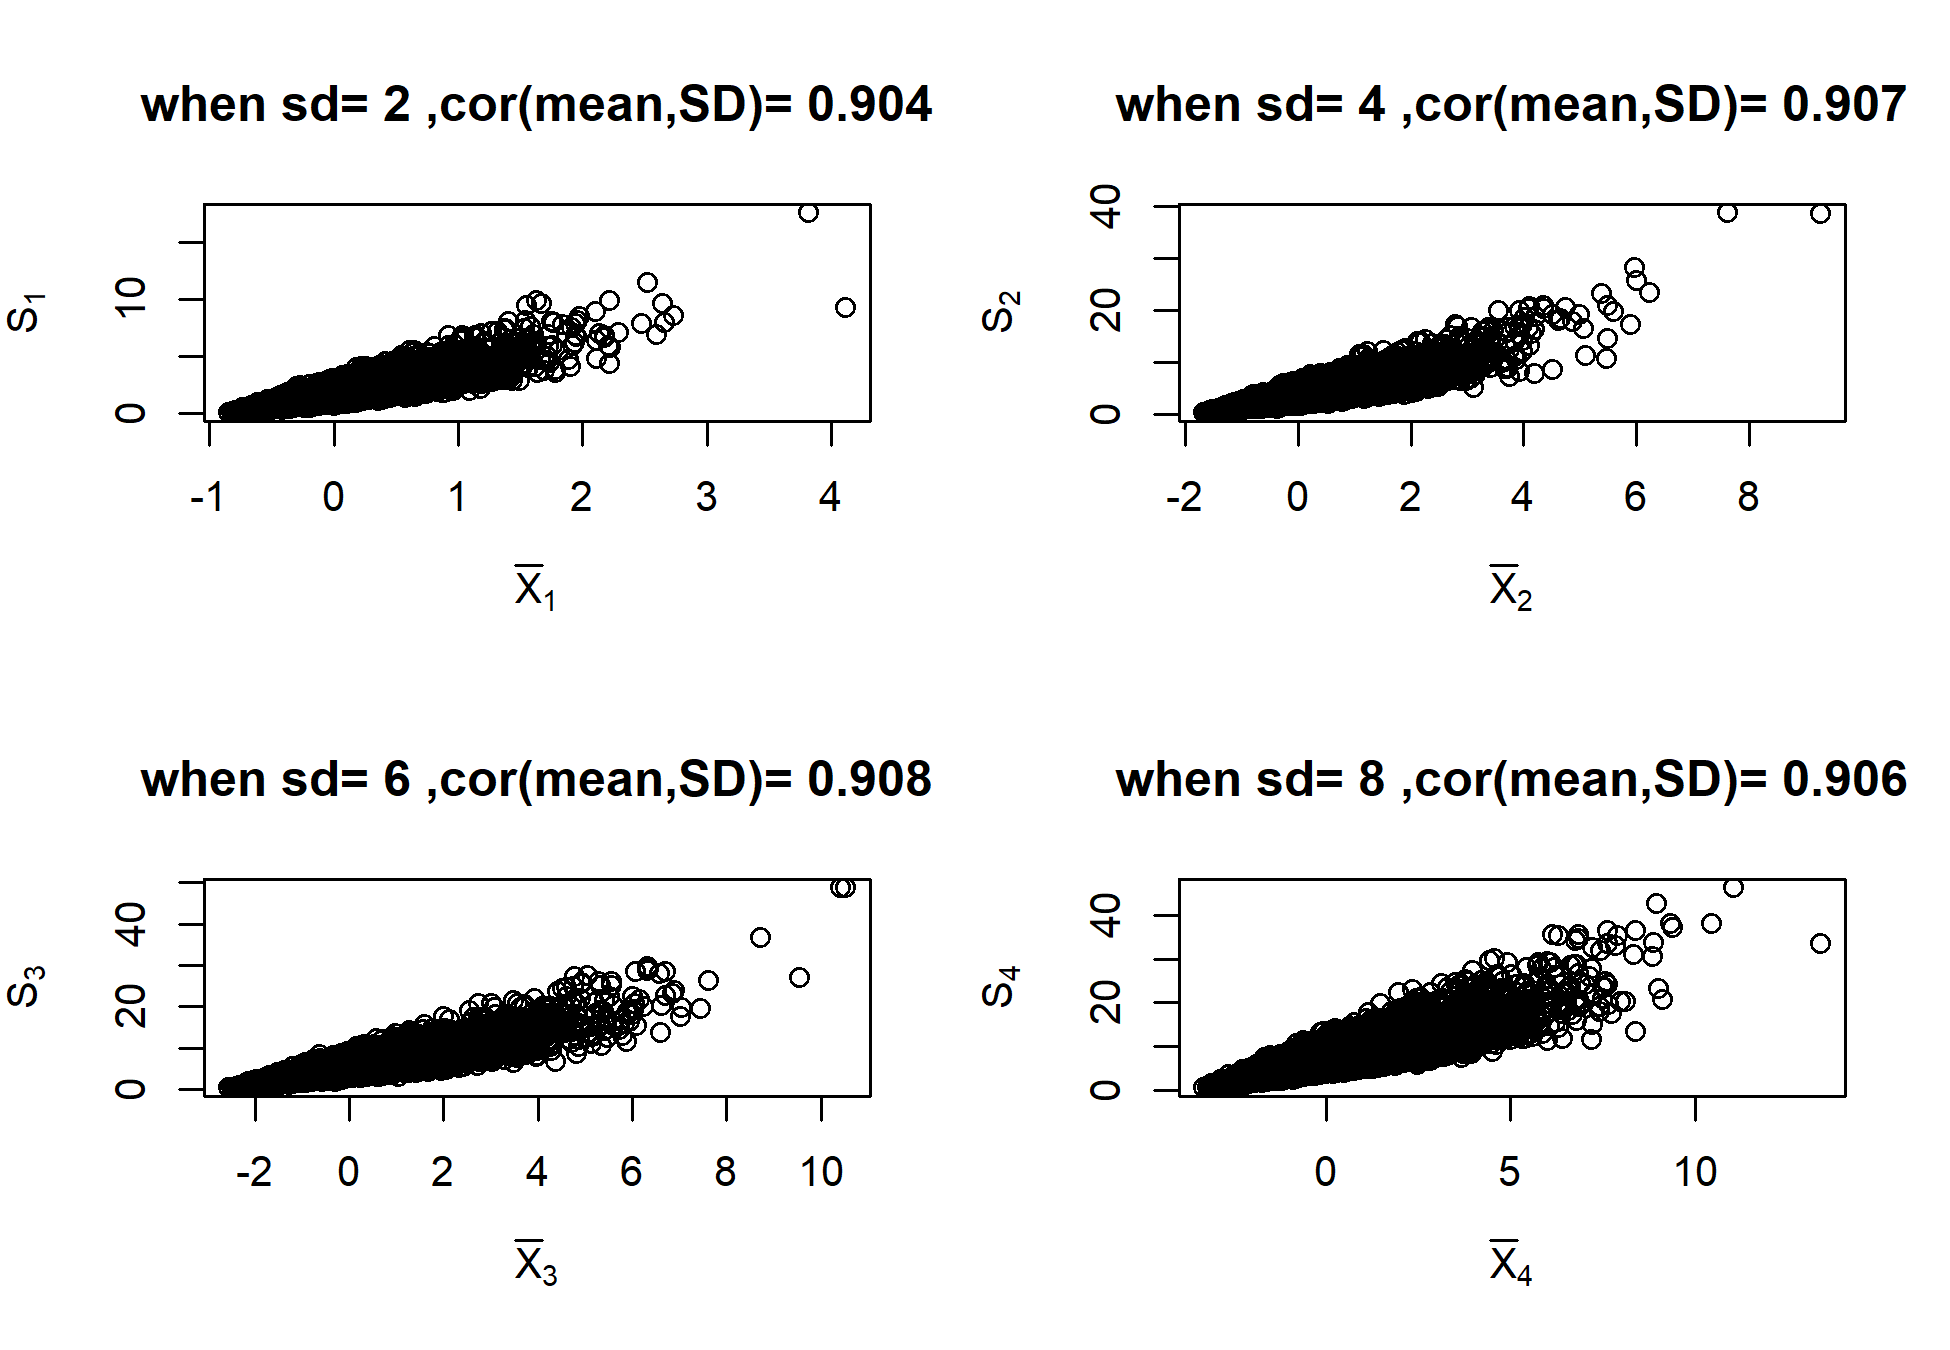 when sd= 2 ,cor(mean,SD)= 0.904
S1
0 10
-1 0 1 2 3 4
X̅1
when sd= 4 ,cor(mean,SD)= 0.907
S2
0 20 40
-2 0 2 4 6 8
X̅2
when sd= 6 ,cor(mean,SD)= 0.908
S3
0 20 40
-2 0 2 4 6 8 10
X̅3
when sd= 8 ,cor(mean,SD)= 0.906
S4
0 20 40
0 5 10
X̅4